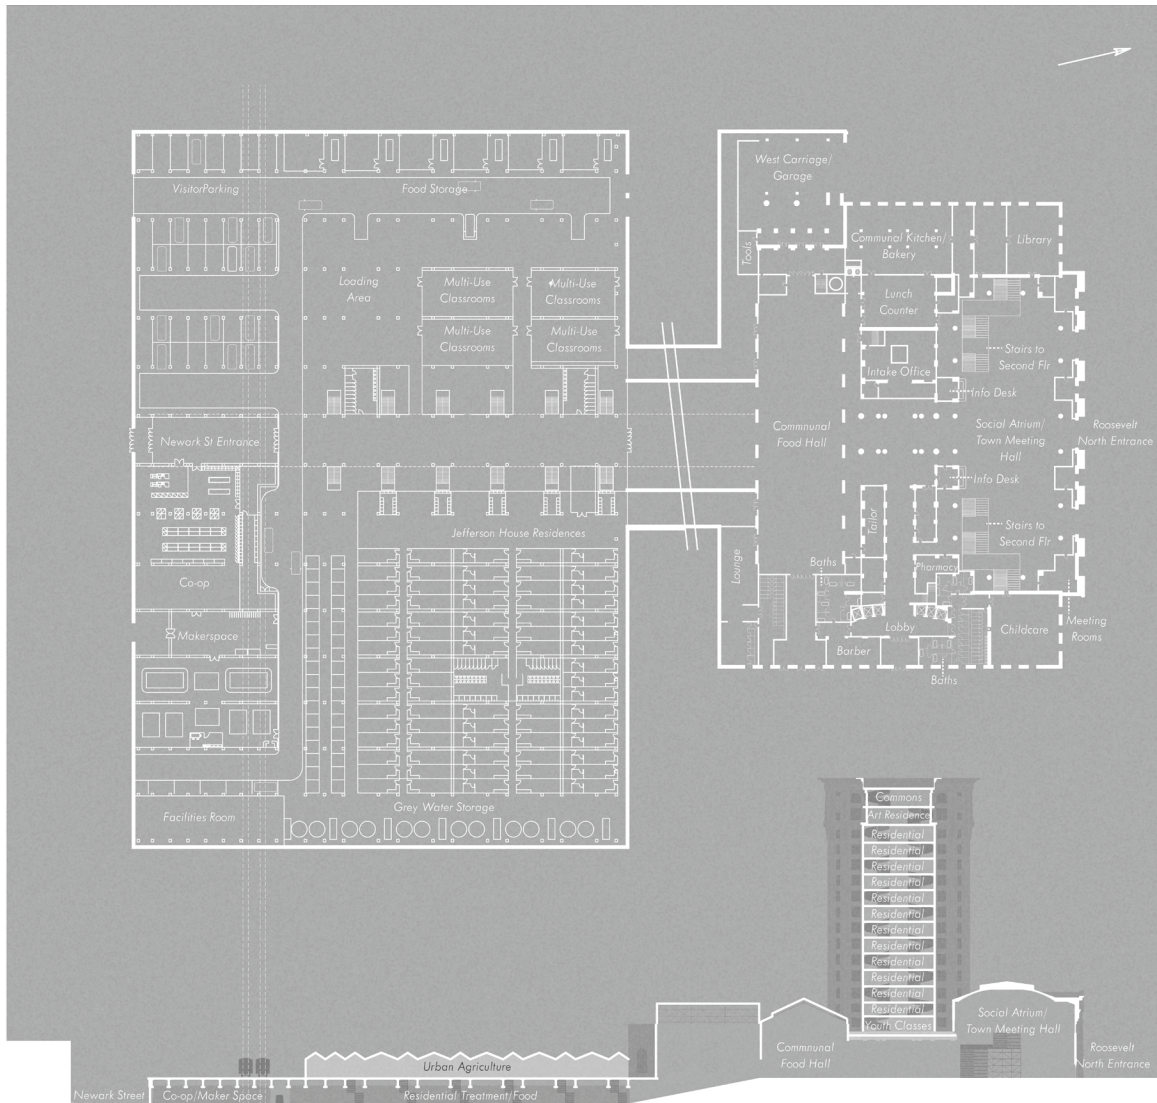 West Carriage/
Garage
VisitorParking
Food Storage
Tools
Communal Kitchen/
Bakery
Library
Loading
Area
Multi-Use
Classrooms
Multi-Use
Classrooms
Lunch
Counter
Multi-Use
Classrooms
Multi-Use
Classrooms
Stairs to
Second Flr
Intake Office
Info Desk
Newark St Entrance
Commnunal
Food Hall
Social Atrium/
Town Meeting
Hall
Roosevelt
North Entrance
Info Desk
Jefferson House Residences
Tailor
Stairs to
Second Flr
Co-op
Lounge
Baths
Pharmacy
Makerspace
Lobby
Childcare
Meeting
Rooms
Barber
Baths
Grey Water Storage
Facilities Room
Commons
Art Residence
Residential
Residential
Residential
Residential
Residential
Residential
Residential
Residential
Residential
Residential
Residential
Residential
Youth Classes
Social Atrium/
Town Meeting Hall
Commnunal
Food Hall
Roosevelt
North Entrance
Urban Agriculture
Newark Street
Co-op/Maker Space
Residential Treatment/Food